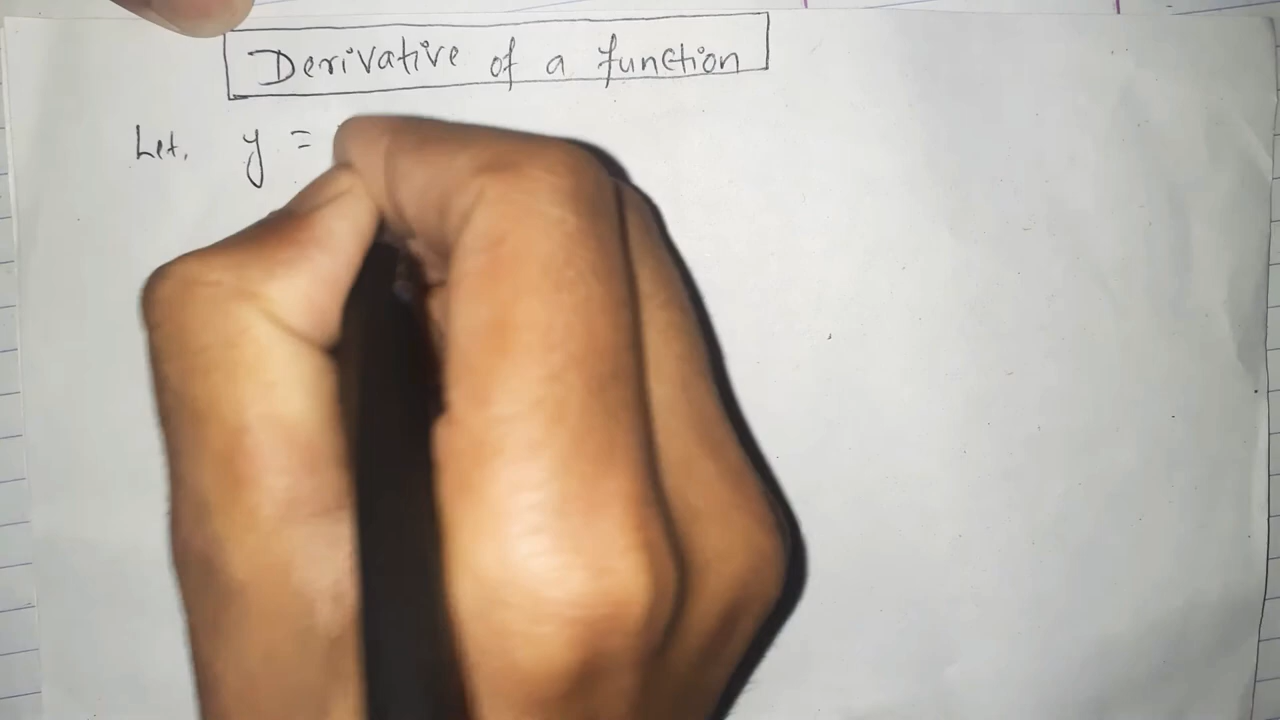 Derivative of a function
Let, y =